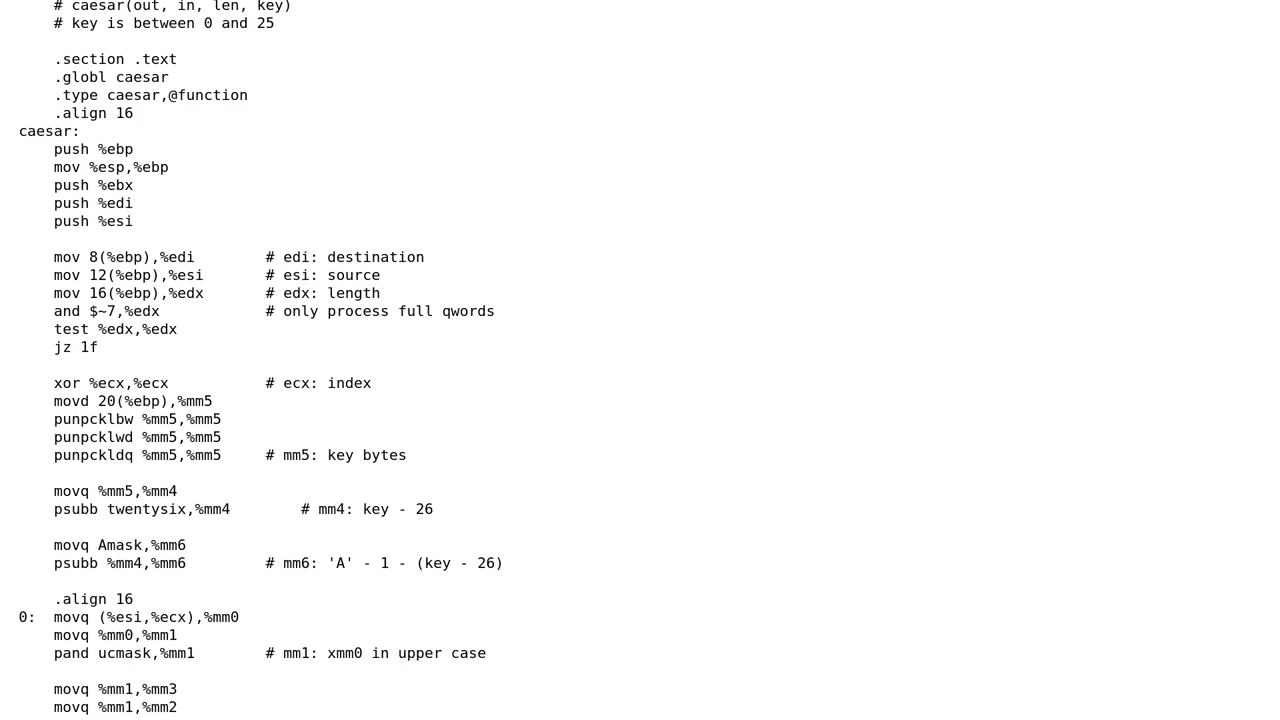 # caesar(out, in, len, key)
# key is between 0 and 25
.section .text
.globl caesar
.type caesar,@function
.align 16
caesar:
push %ebp
mov %esp,%ebp
push %ebx
push %edi
push %esi
mov 8(%ebp),%edi # edi: destination
mov 12(%ebp),%esi # esi: source
mov 16(%ebp),%edx # edx: length
and $~7,%edx # only process full qwords
test %edx,%edx
jz 1f
xor %ecx,%ecx # ecx: index
movd 20(%ebp),%mm5
punpcklbw %mm5,%mm5
punpcklwd %mm5,%mm5
punpckldq %mm5,%mm5 # mm5: key bytes
movq %mm5,%mm4
psubb twentysix,%mm4 # mm4: key - 26
movq Amask,%mm6
psubb %mm4,%mm6 # mm6: 'A' - 1 - (key - 26)
.align 16
0: movq (%esi,%ecx),%mm0
movq %mm0,%mm1
pand ucmask,%mm1 # mm1: xmm0 in upper case
movq %mm1,%mm3
movq %mm1,%mm2